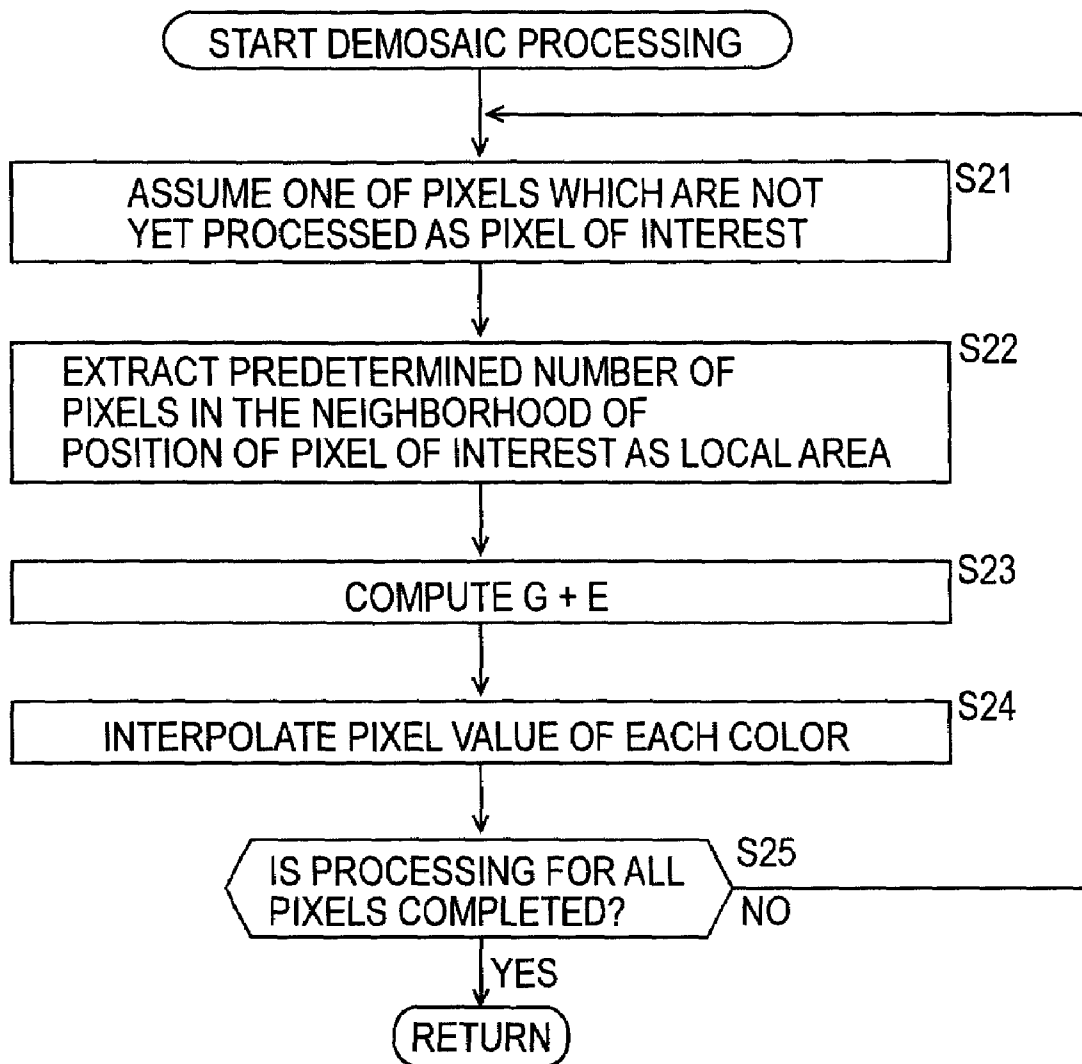 START DEMOSAIC PROCESSING
S21
ASSUME ONE OF PIXELS WHICH ARE NOT
YET PROCESSED AS PIXEL OF INTEREST
S22
EXTRACT PREDETERMINED NUMBER OF
PIXELS IN THE NEIGHBORHOOD OF
POSITION OF PIXEL OF INTEREST AS LOCAL AREA
S23
COMPUTE G + E
S24
INTERPOLATE PIXEL VALUE OF EACH COLOR
S25
IS PROCESSING FOR ALL
PIXELS COMPLETED?
NO
YES
RETURN